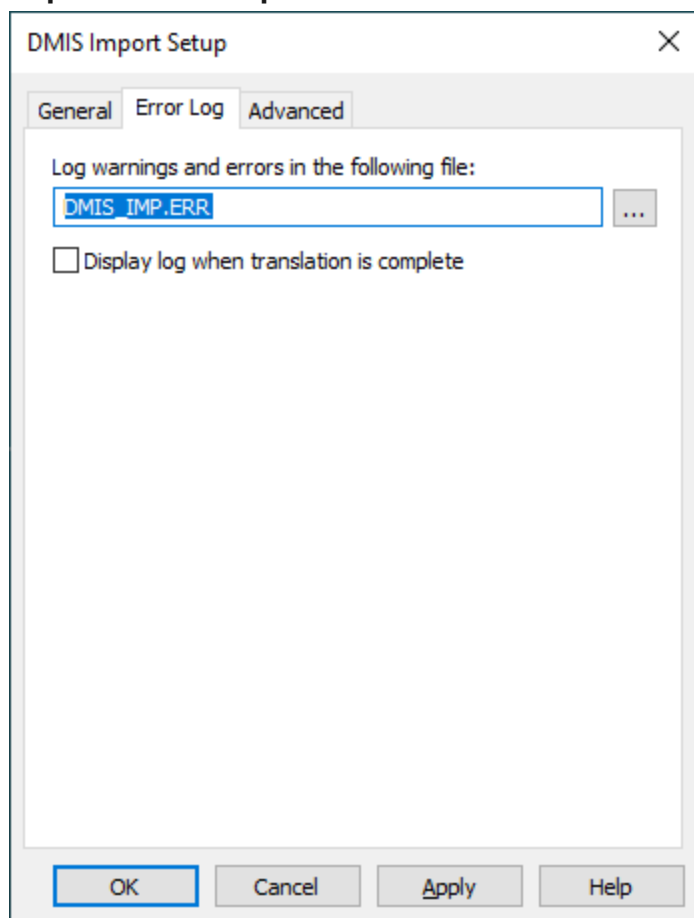 DMIS Import Setup
General Error Log Advanced
Log warnings and errors in the following file:
DMIS_IMP.ERR ...
Display log when translation is complete
OK Cancel Apply Help